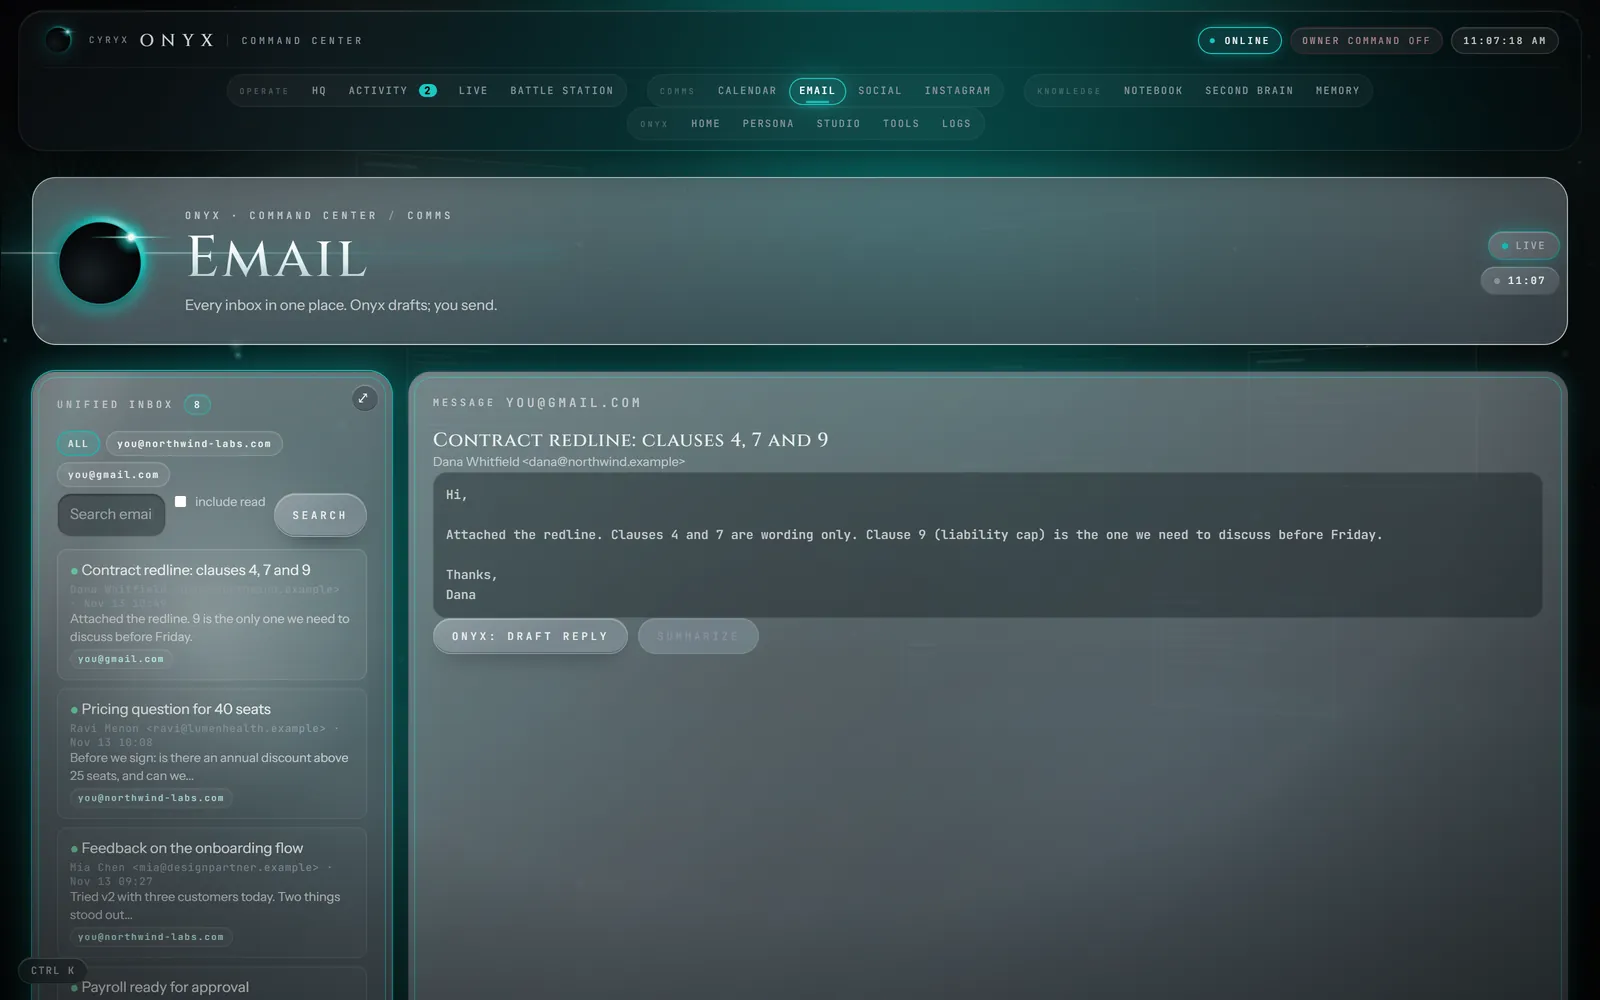 CYRYX ONYX COMMAND CENTER
ONLINE
OWNER COMMAND OFF
11:07:18 AM
OPERATE HQ ACTIVITY 2 LIVE BATTLE STATION
COMMS CALENDAR EMAIL SOCIAL INSTAGRAM
KNOWLEDGE NOTEBOOK SECOND BRAIN MEMORY
ONYX HOME PERSONA STUDIO TOOLS LOGS
ONYX · COMMAND CENTER / COMMS
EMAIL
Every inbox in one place. Onyx drafts; you send.
LIVE
11:07
UNIFIED INBOX 8
ALL you@northwind-labs.com
you@gmail.com
Search emai include read SEARCH
Contract redline: clauses 4, 7 and 9
Dana Whitfield
Nov 13
Attached the redline. 9 is the only one we need to
discuss before Friday.
you@gmail.com
Pricing question for 40 seats
Ravi Menon <ravi@lumenhealth.example> ·
Nov 13 10:08
Before we sign: is there an annual discount above
25 seats, and can we…
you@northwind-labs.com
Feedback on the onboarding flow
Mia Chen <mia@designpartner.example> ·
Nov 13 09:27
Tried v2 with three customers today. Two things
stood out…
you@northwind-labs.com
CTRL K
Payroll ready for approval
MESSAGE YOU@GMAIL.COM
CONTRACT REDLINE: CLAUSES 4, 7 AND 9
Dana Whitfield <dana@northwind.example>
Hi,
Attached the redline. Clauses 4 and 7 are wording only. Clause 9 (liability cap) is the one we need to discuss before Friday.
Thanks,
Dana
ONYX: DRAFT REPLY
SUMMARIZE